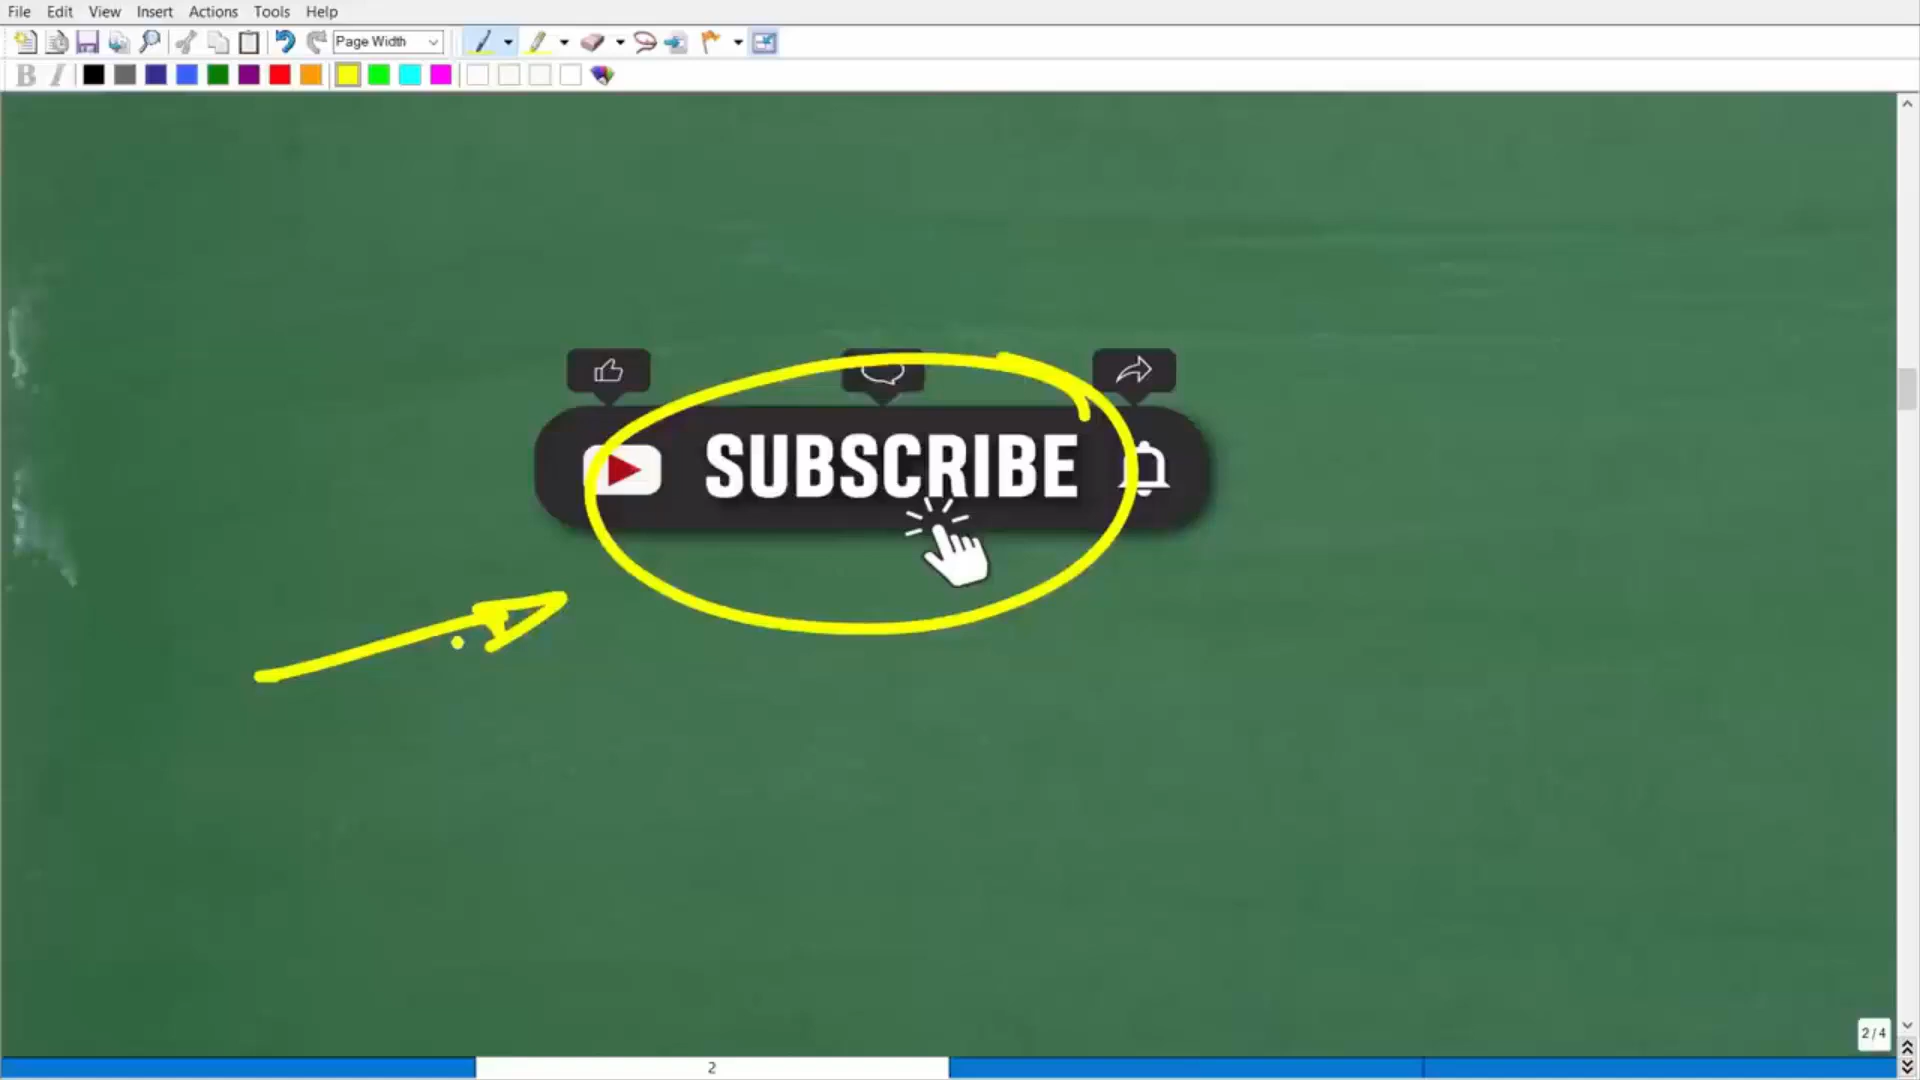 File Edit View Insert Actions Tools Help
Page Width
B I
SUBSCRIBE
2/4
2